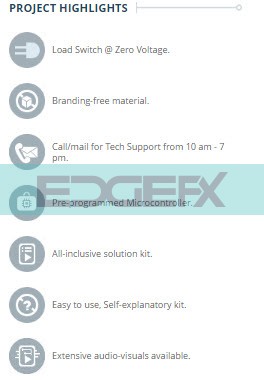 PROJECT HIGHLIGHTS
Load Switch @ Zero Voltage.
Branding-free material.
Call/mail for Tech Support from 10 am - 7
pm.
EDGEFX
Pre-programmed Microcontroller.
All-inclusive solution kit.
Easy to use, Self-explanatory kit.
Extensive audio-visuals available.